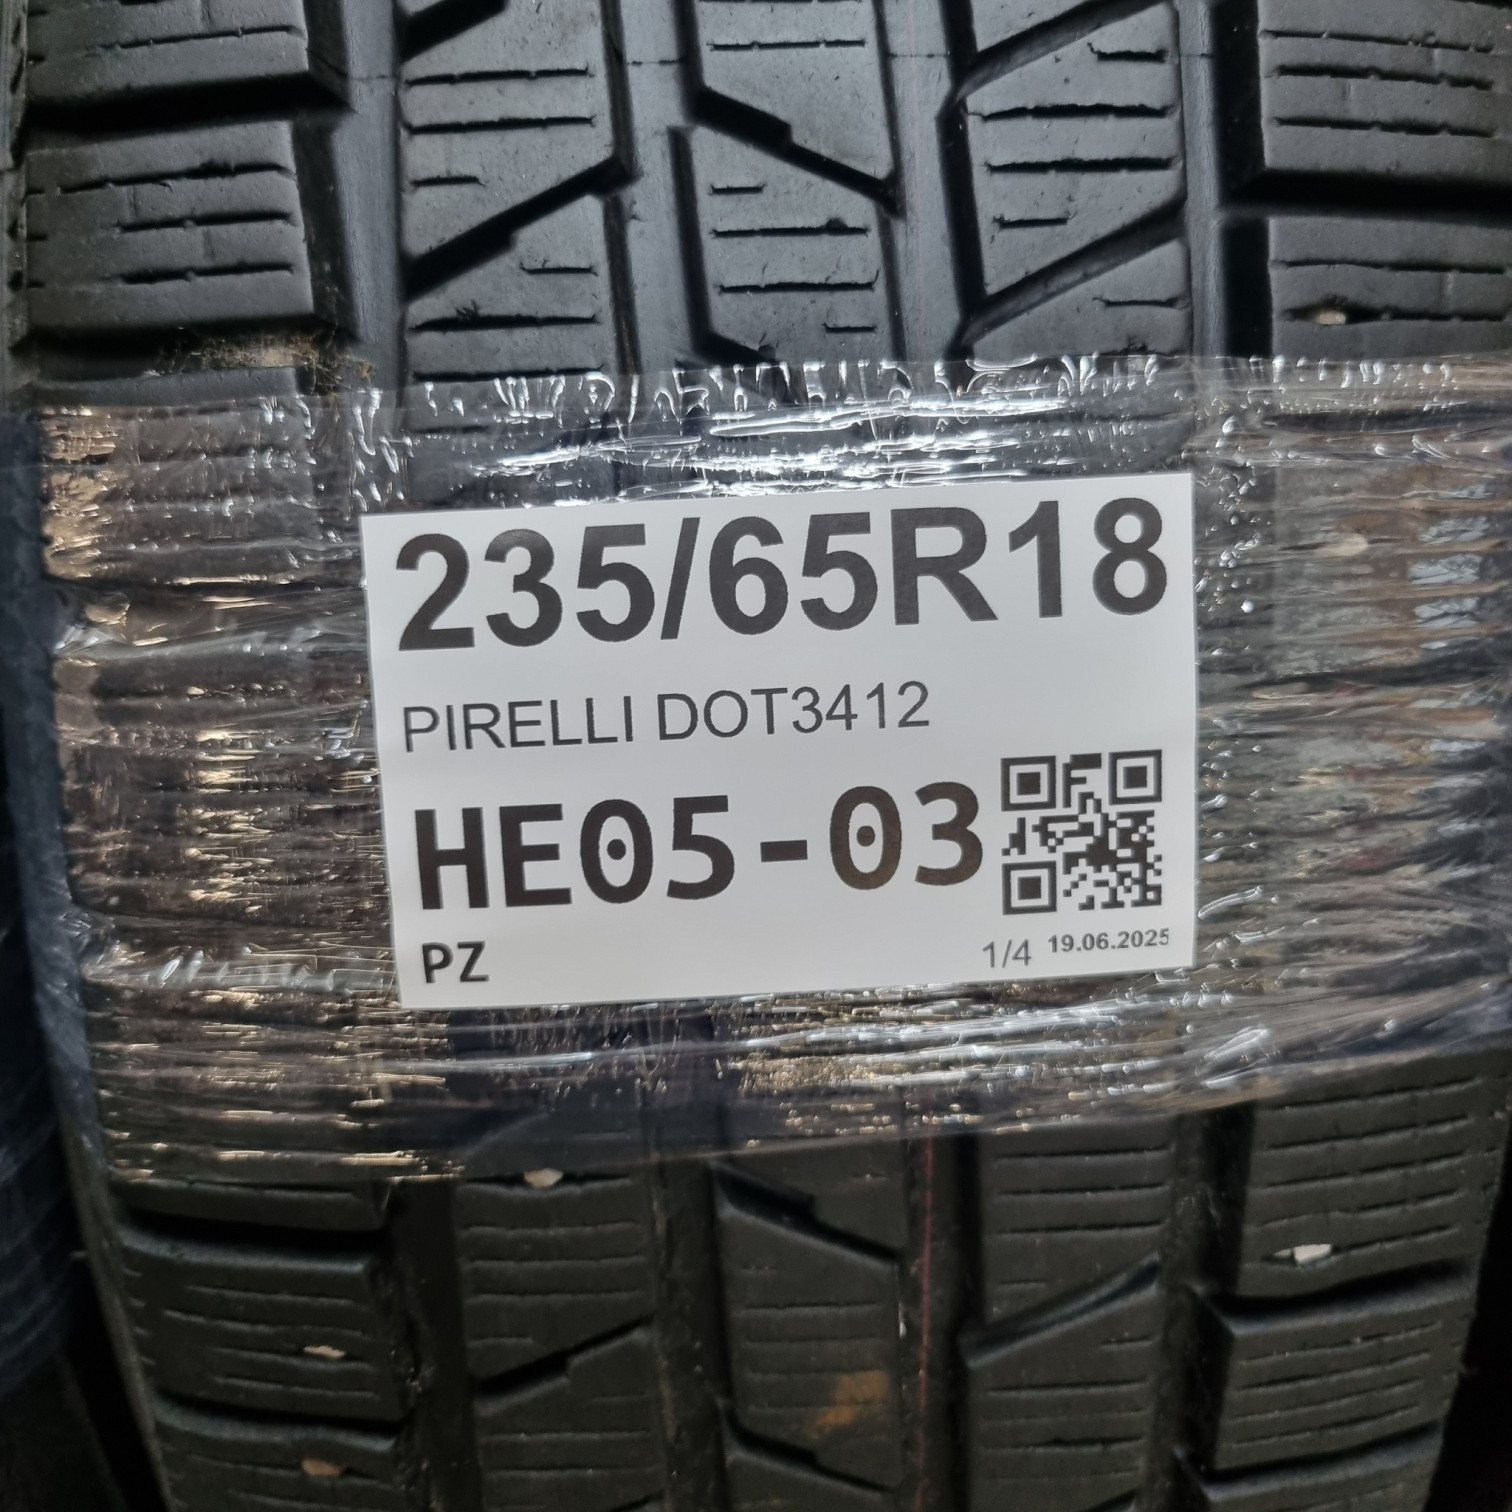 235/65R18
PIRELLI DOT3412
HE05-03
PZ
1/4 19.06.2025